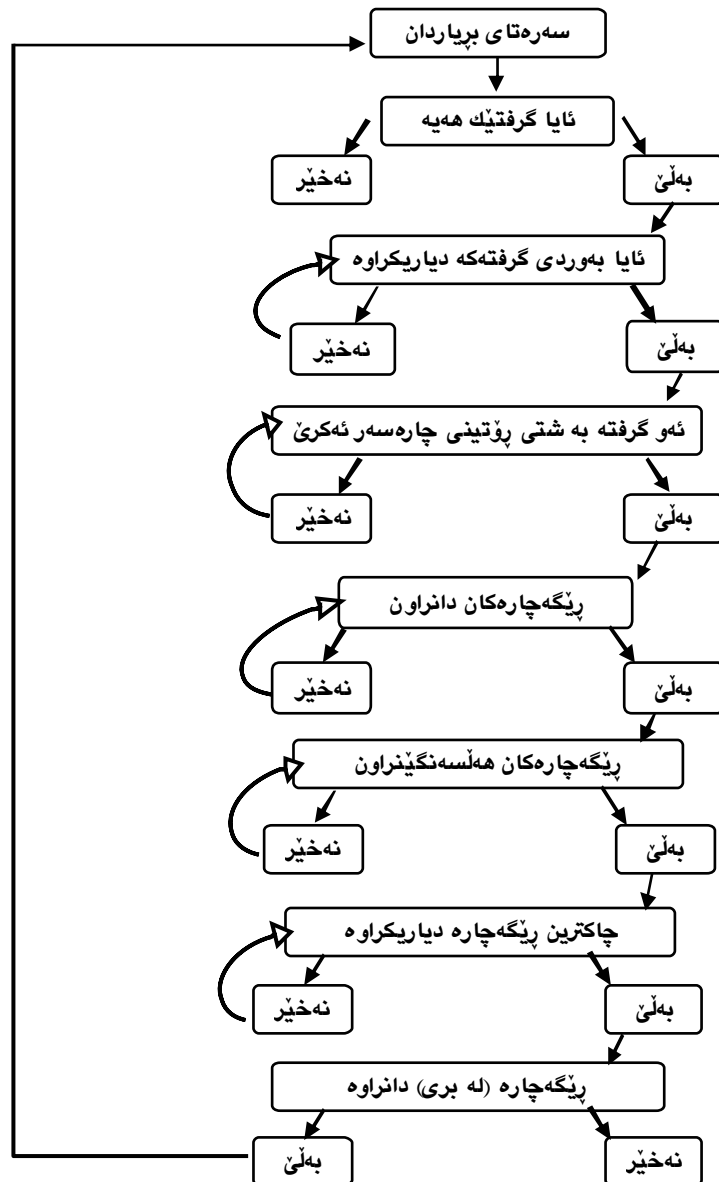 سەرەتای بڕیاردان
ئایا گرفتێك هەیە
بەڵێ
نەخێر
ئایا بەوردی گرفتەکە دیاریکراوە
بەڵێ
نەخێر
ئەو گرفتە بە شتی ڕۆتینی چارەسەر ئەکرێ
بەڵێ
نەخێر
ڕێگەچارەکان دانراون
بەڵێ
نەخێر
ڕێگەچارەکان هەڵسەنگێنراون
بەڵێ
نەخێر
چاکترین ڕێگەچارە دیاریکراوە
بەڵێ
نەخێر
ڕێگەچارە (لە بری) دانراوە
نەخێر
بەڵێ